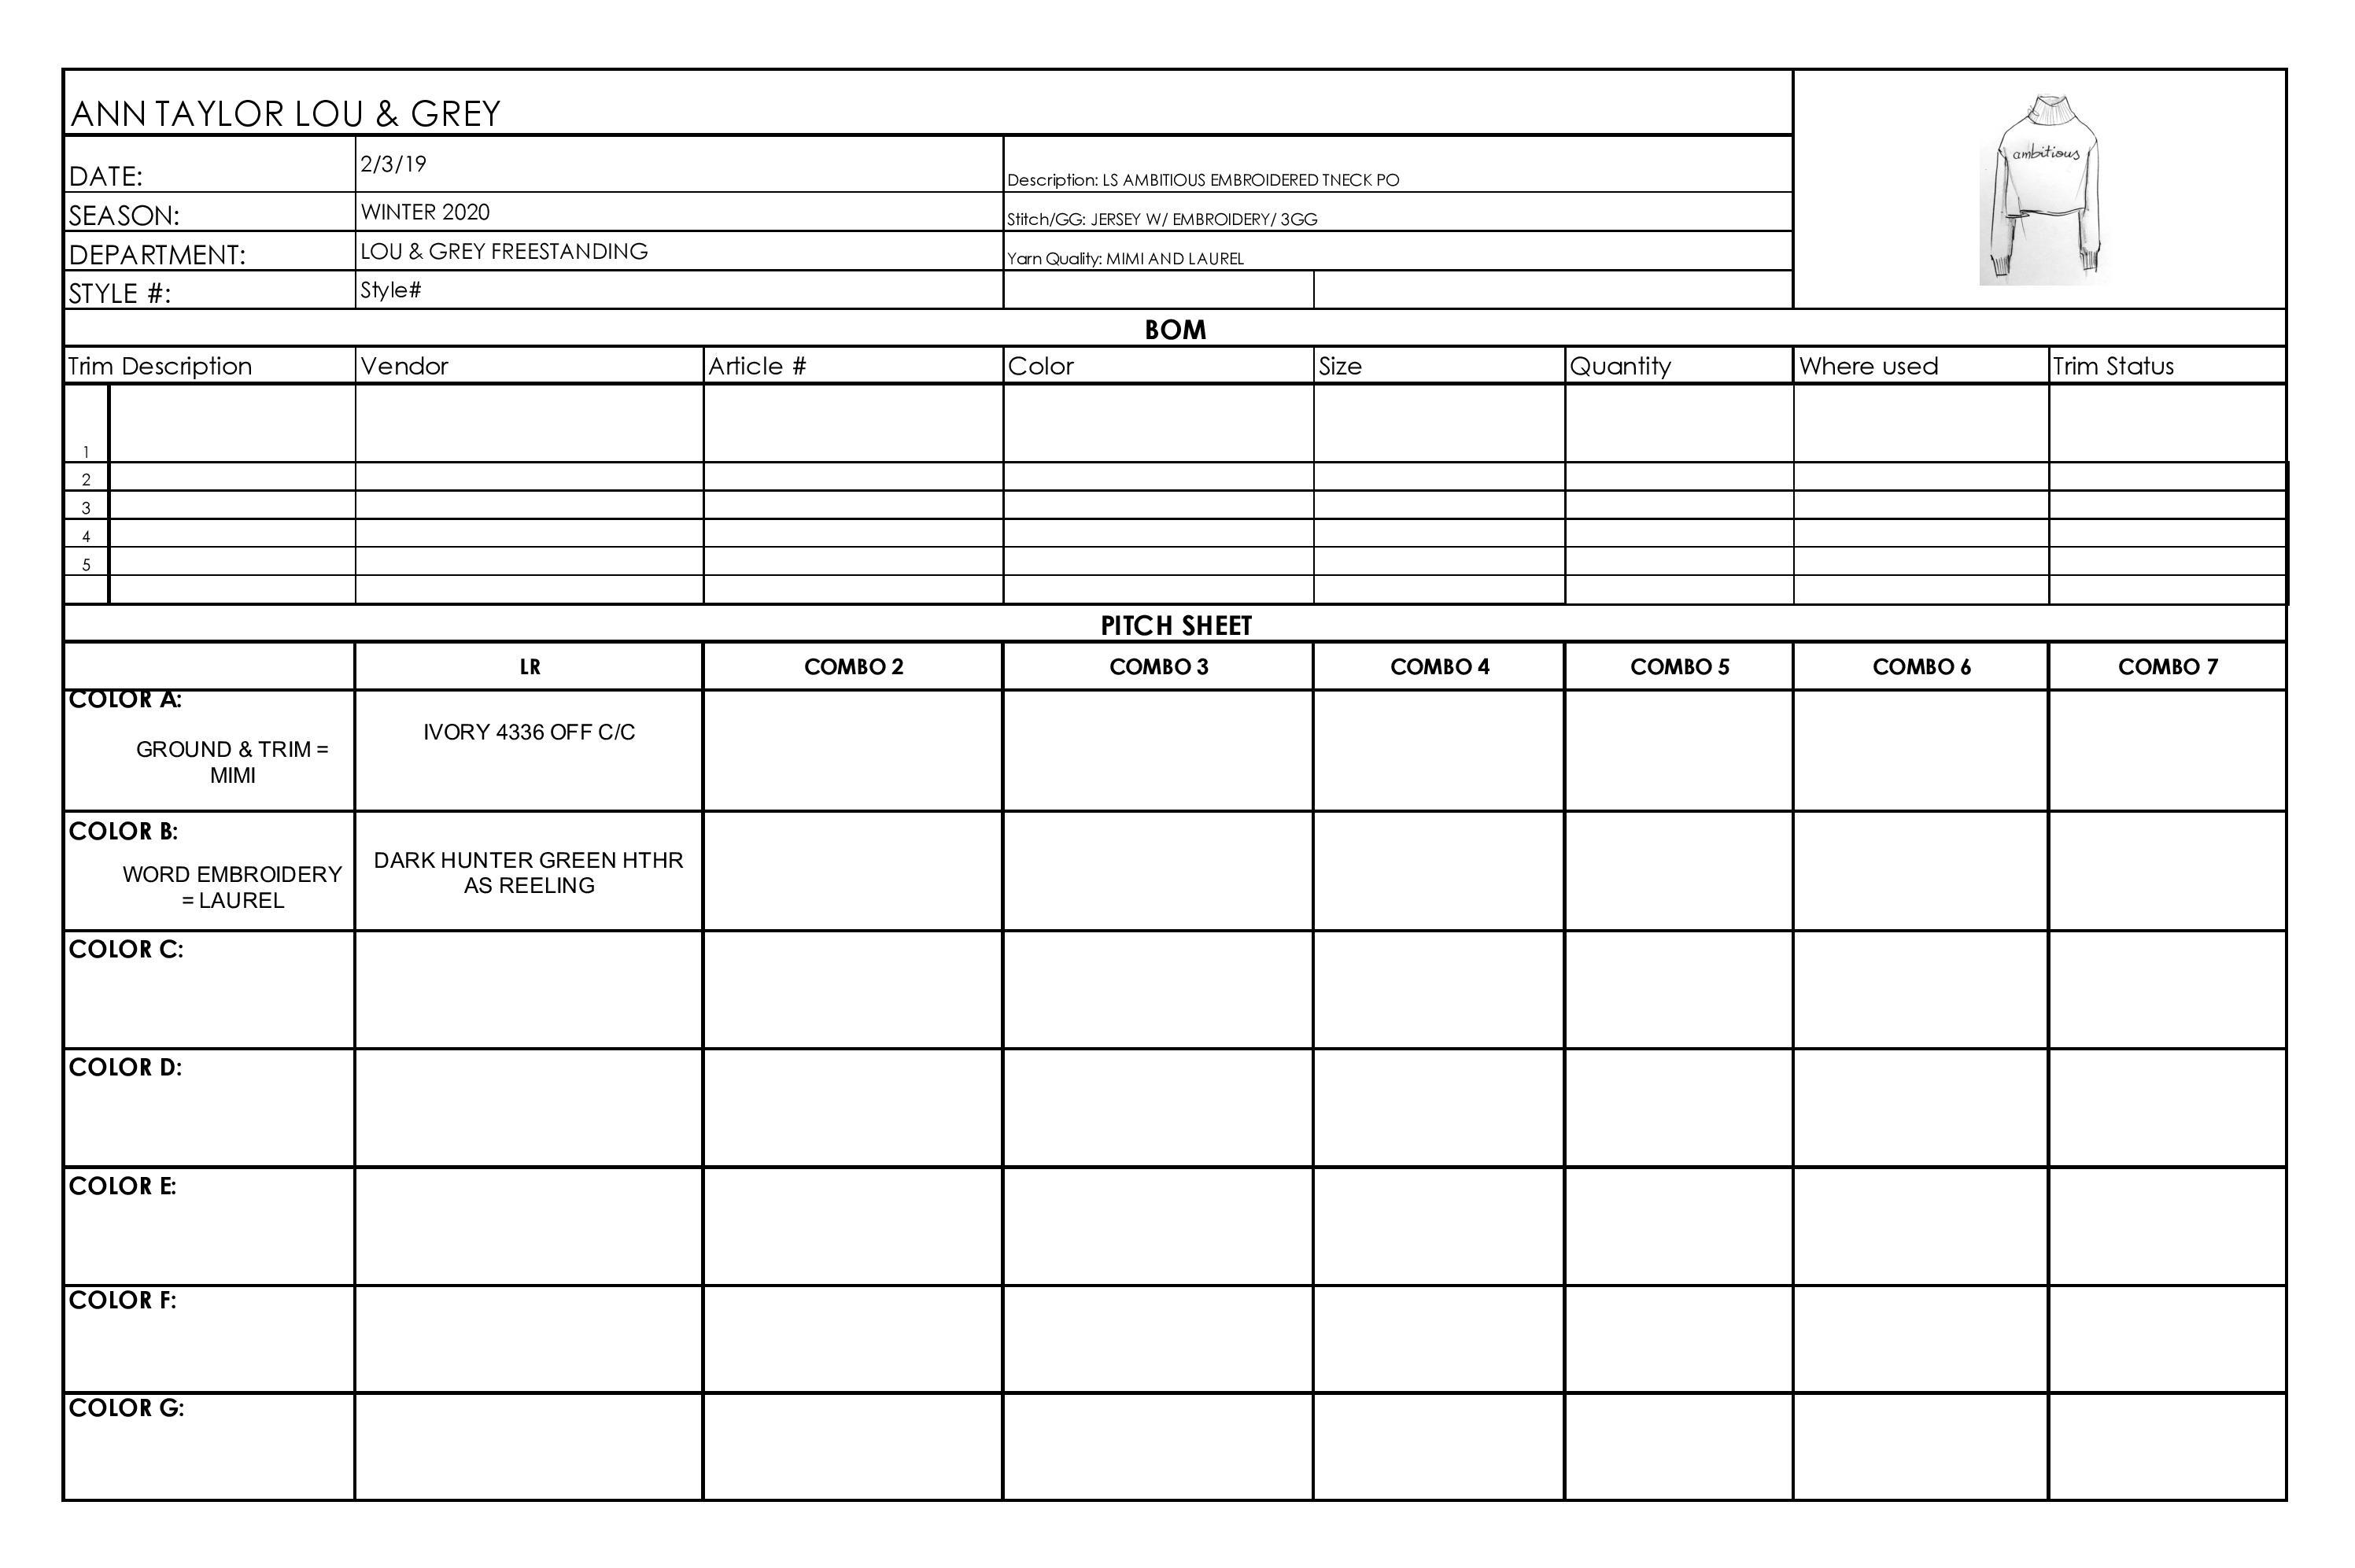 ANN TAYLOR LOU & GREY
ambitious
DATE:
2/3/19
Description: LS AMBITIOUS EMBROIDERED TNECK PO
SEASON:
WINTER 2020
Stitch/GG: JERSEY W/ EMBROIDERY/ 3GG
DEPARTMENT:
LOU & GREY FREESTANDING
Yarn Quality: MIMI AND LAUREL
STYLE #:
Style#
BOM
Trim Description
Vendor
Article #
Color
Size
Quantity
Where used
Trim Status
1
2
3
4
5
PITCH SHEET
LR
COMBO 2
COMBO 3
COMBO 4
COMBO 5
COMBO 6
COMBO 7
COLOR A:
GROUND & TRIM =
MIMI
IVORY 4336 OFF C/C
COLOR B:
WORD EMBROIDERY
= LAUREL
DARK HUNTER GREEN HTHR
AS REELING
COLOR C:
COLOR D:
COLOR E:
COLOR F:
COLOR G: